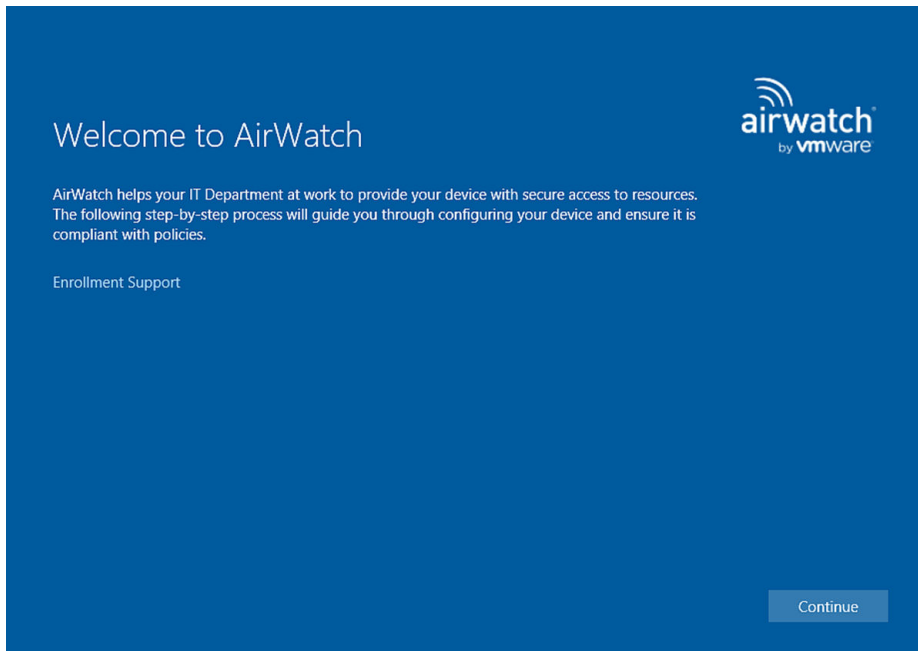 Welcome to AirWatch
airwatch
by vmware
AirWatch helps your IT Department at work to provide your device with secure access to resources.
The following step-by-step process will guide you through configuring your device and ensure it is
compliant with policies.
Enrollment Support
Continue